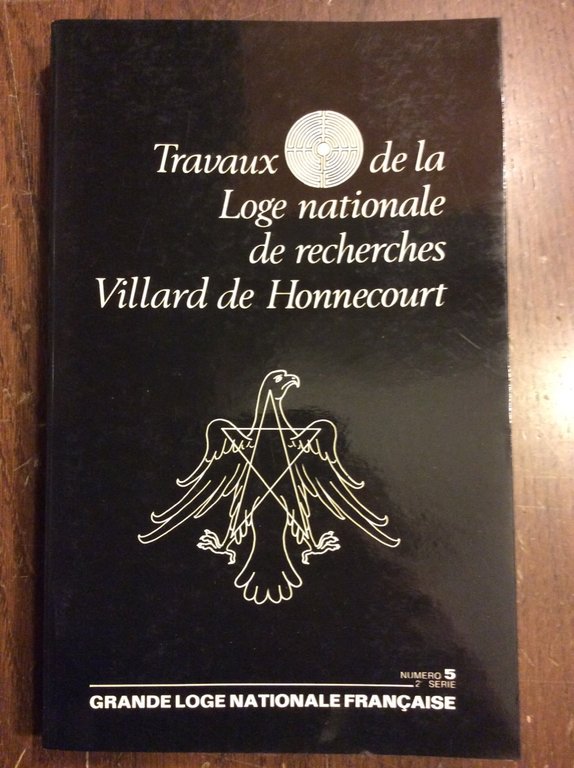 Travaux de la
Loge nationale
de recherches
Villard de Honnecourt
NUMERO 5
2e SERIE
GRANDE LOGE NATIONALE FRANÇAISE